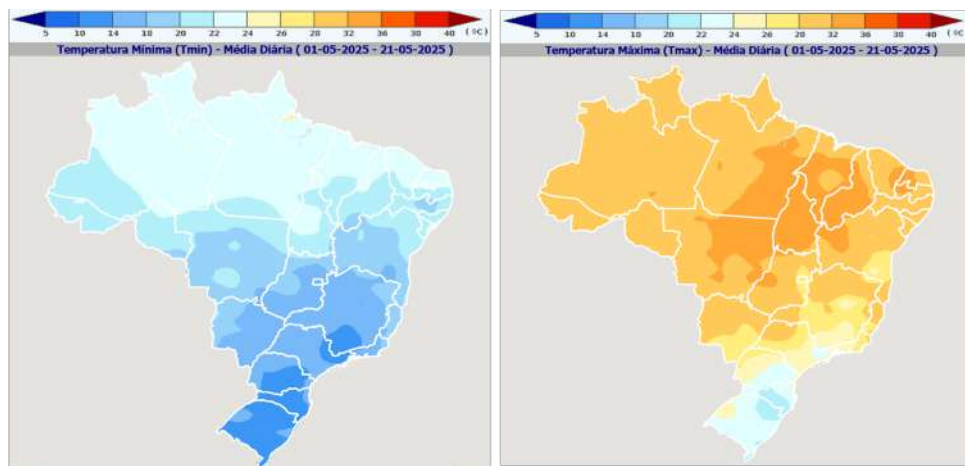 5 10 14 18 20 22 24 26 28 32 36 38 40 ( ºC)
Temperatura Mínima (Tmin) - Média Diária ( 01-05-2025 - 21-05-2025 )
5 10 14 18 20 22 24 26 28 32 36 38 40 ( ºC)
Temperatura Máxima (Tmax) - Média Diária ( 01-05-2025 - 21-05-2025 )